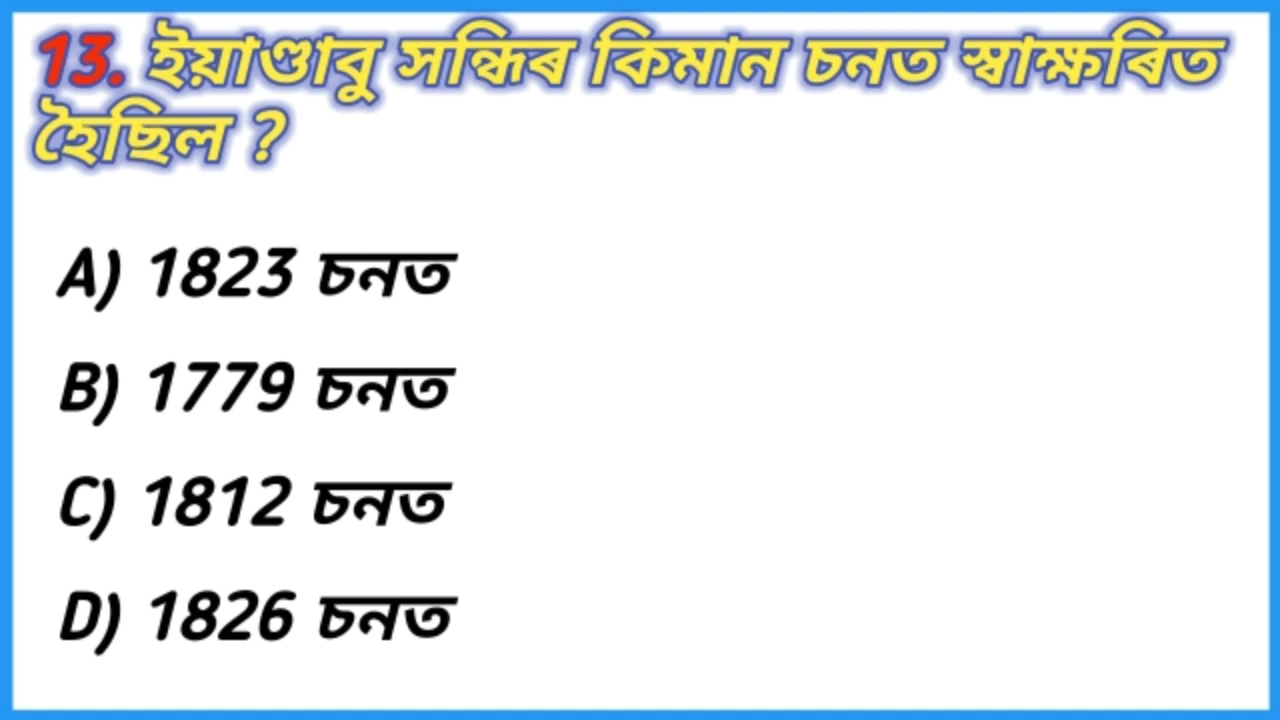 13. ইয়াণ্ডাবু সন্ধিৰ কিমান চনত স্বাক্ষৰিত
হৈছিল ?
A) 1823 চনত
B) 1779 চনত
C) 1812 চনত
D) 1826 চনত